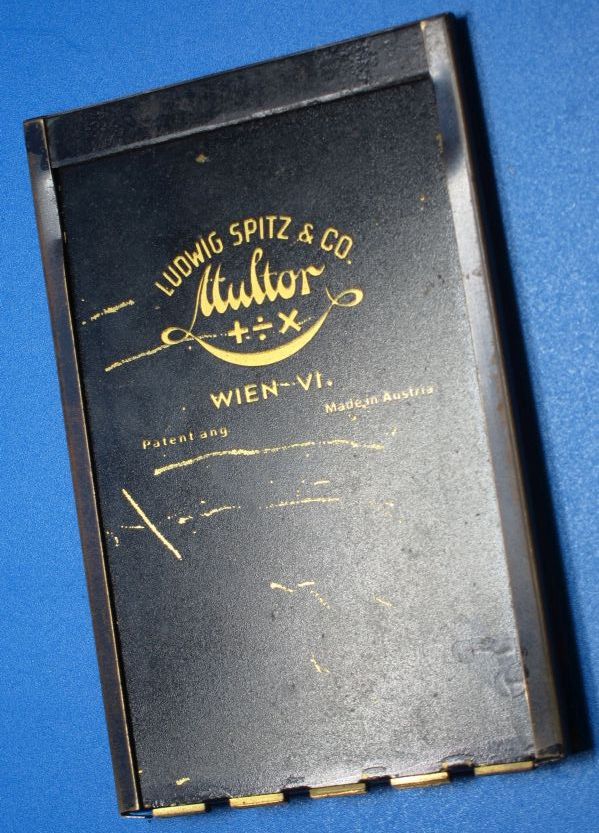 LUDWIG SPITZ & CO.
Multor
+ ÷ ×
WIEN-VI.
Patent ang
Made in Austria